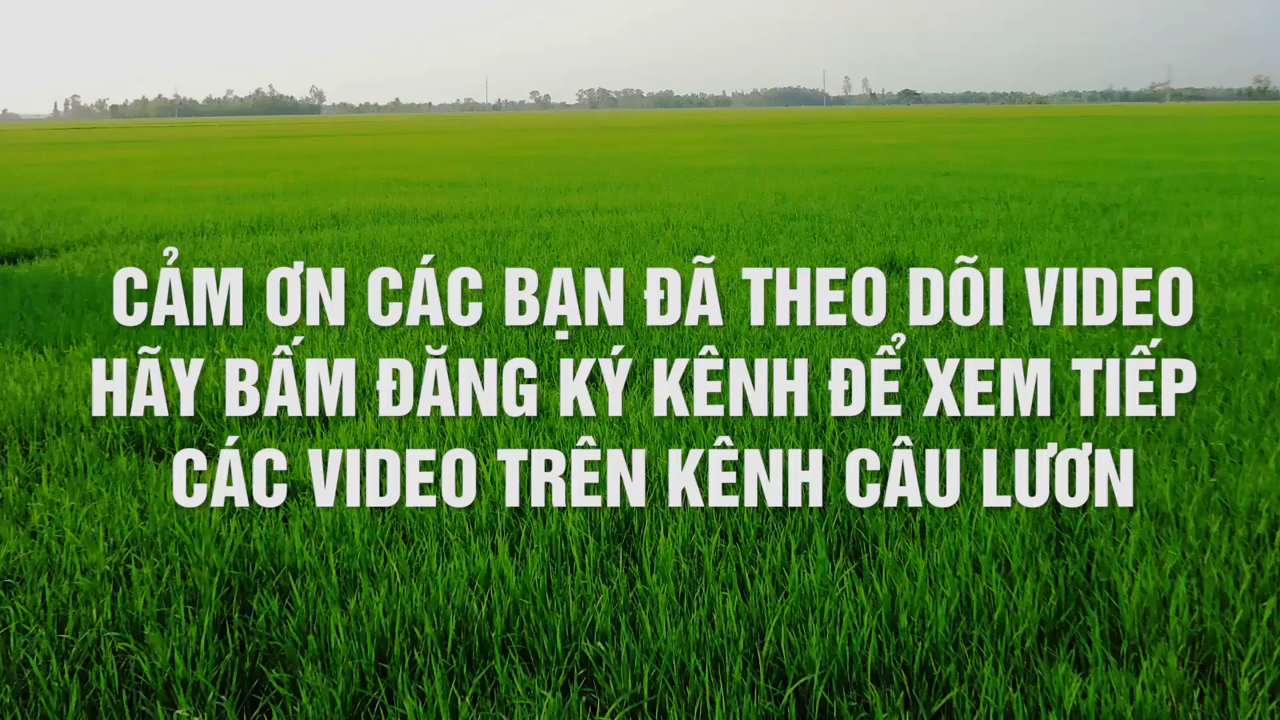 CẢM ƠN CÁC BẠN ĐÃ THEO DÕI VIDEO
HÃY BẤM ĐĂNG KÝ KÊNH ĐỂ XEM TIẾP
CÁC VIDEO TRÊN KÊNH CÂU LƯƠN